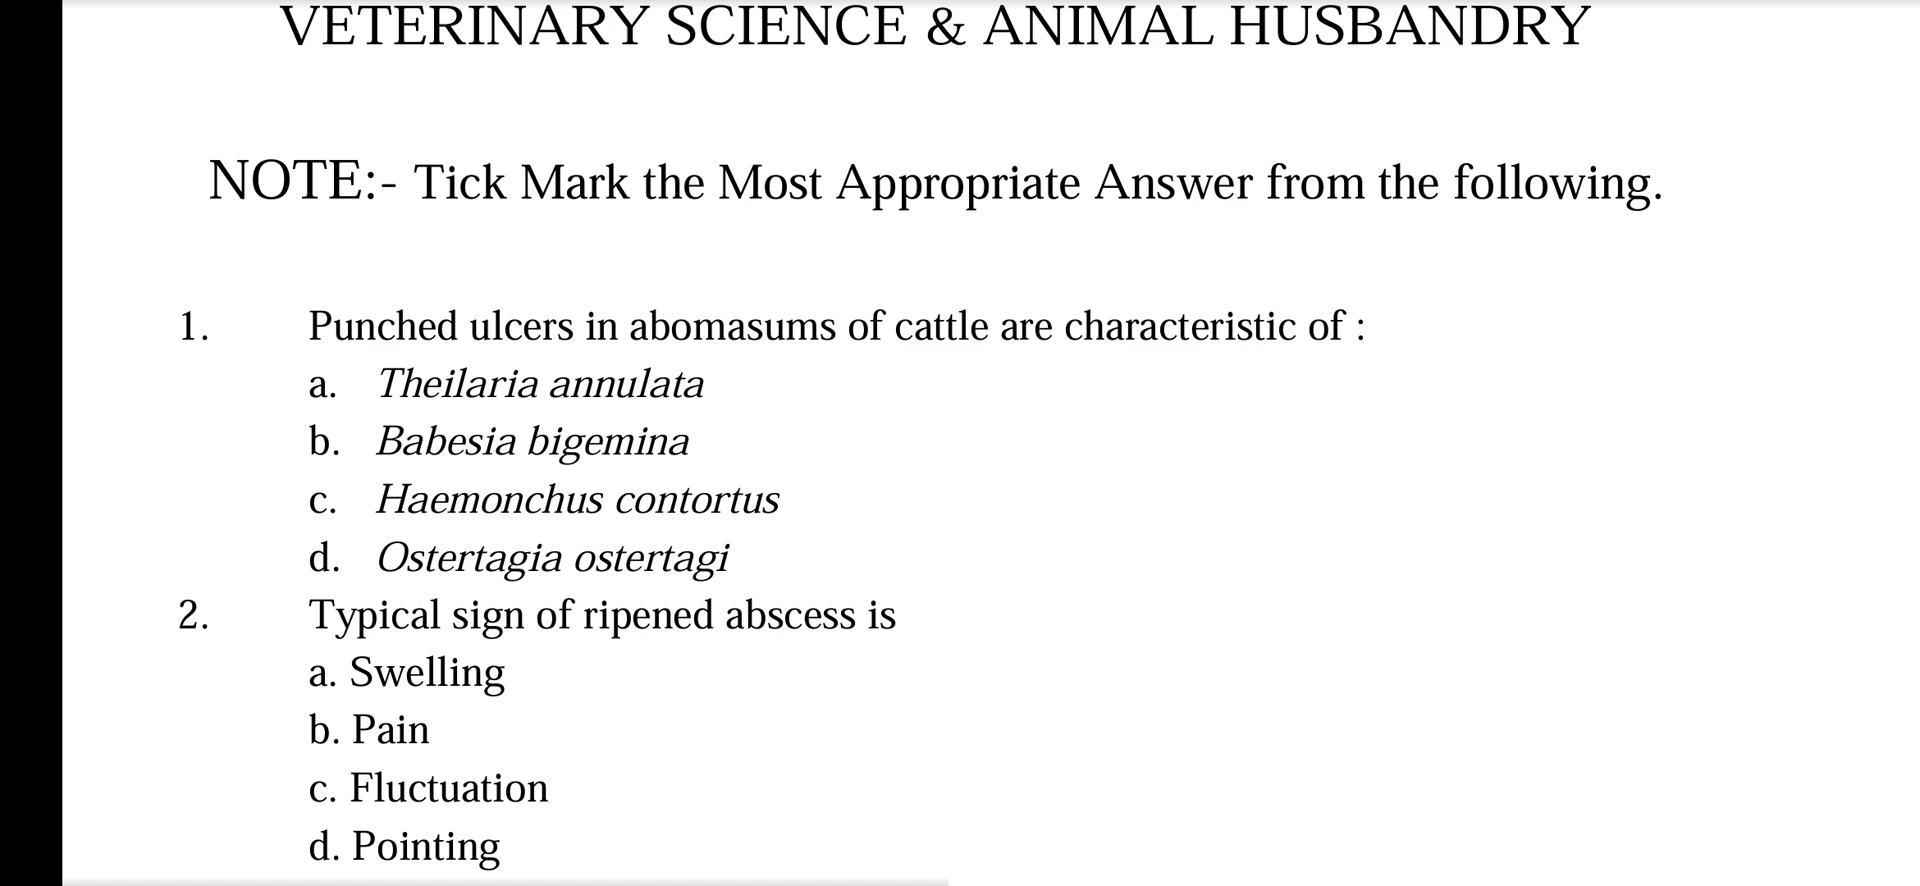 VETERINARY SCIENCE & ANIMAL HUSBANDRY
NOTE:- Tick Mark the Most Appropriate Answer from the following.
1. Punched ulcers in abomasums of cattle are characteristic of :
a. Theilaria annulata
b. Babesia bigemina
c. Haemonchus contortus
d. Ostertagia ostertagi
2. Typical sign of ripened abscess is
a. Swelling
b. Pain
c. Fluctuation
d. Pointing